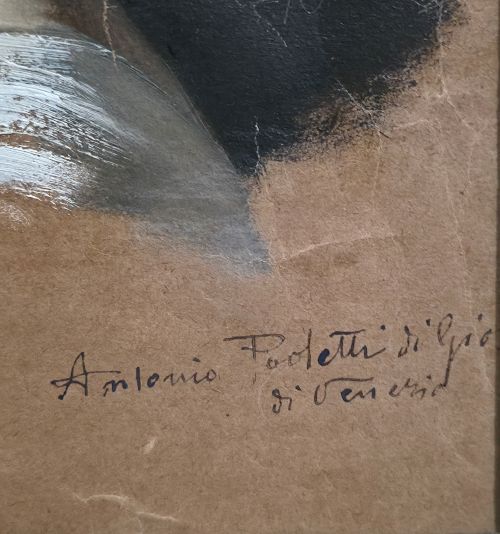 Antonio Paoletti di Gio
di Venezia